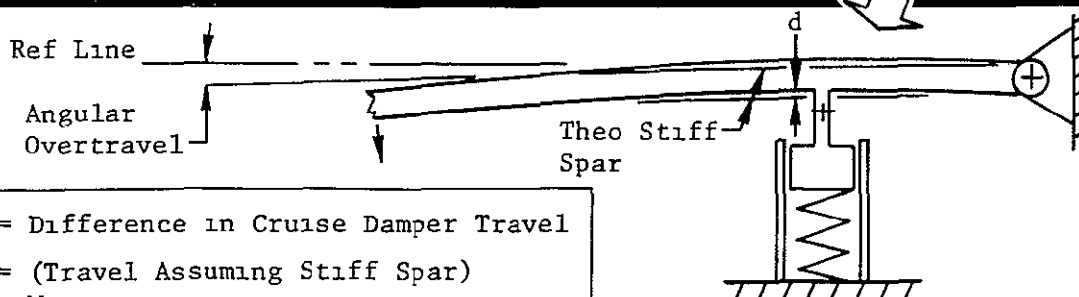 d
Ref Line
Angular
Overtravel
Theo Stiff
Spar
= Difference in Cruise Damper Travel
= (Travel Assuming Stiff Spar)